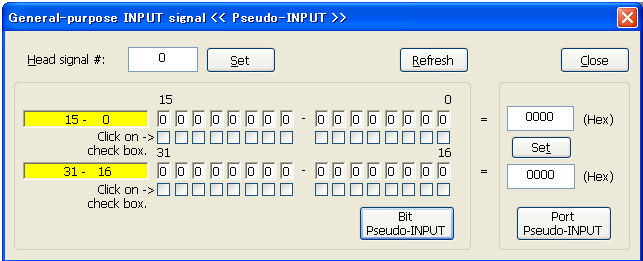 General-purpose INPUT signal << Pseudo-INPUT >>
Head signal #: 0 Set Refresh Close
15 0
15 - 0 0 0 0 0 0 0 0 0 - 0 0 0 0 0 0 0 0 = 0000 (Hex)
Click on ->
check box. 31 16 Set
31 - 16 0 0 0 0 0 0 0 0 - 0 0 0 0 0 0 0 0 = 0000 (Hex)
Click on ->
check box.
Bit Port
Pseudo-INPUT Pseudo-INPUT